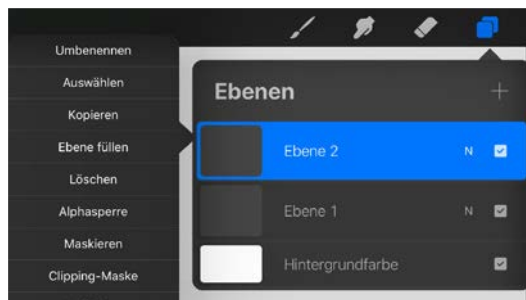 Umbenennen
Auswählen
Kopieren
Ebene füllen
Löschen
Alphasperre
Maskieren
Clipping-Maske
Ebenen
Ebene 2 N
Ebene 1 N
Hintergrundfarbe